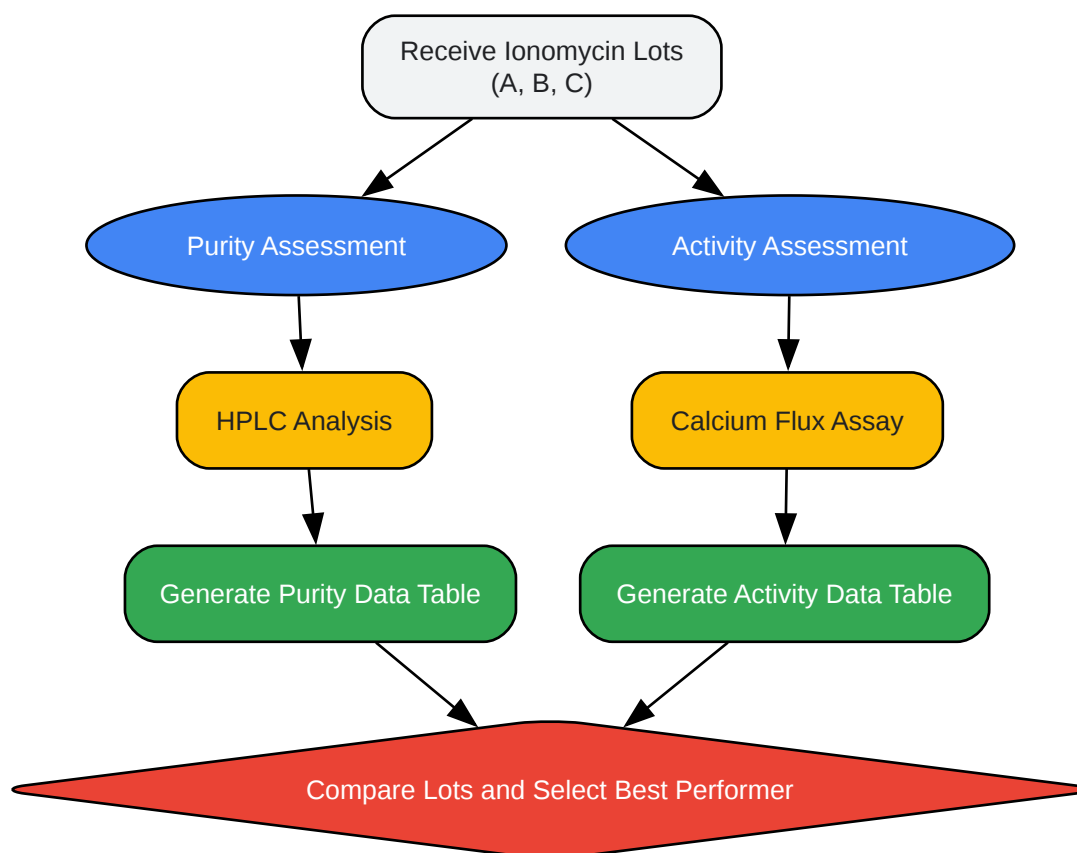 Receive Ionomycin Lots
(A, B, C)
Purity Assessment
Activity Assessment
HPLC Analysis
Calcium Flux Assay
Generate Purity Data Table
Generate Activity Data Table
Compare Lots and Select Best Performer